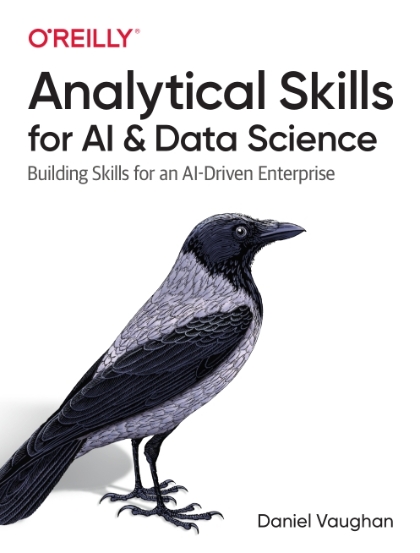 O'REILLY®
Analytical Skills
for AI & Data Science
Building Skills for an AI-Driven Enterprise
Daniel Vaughan